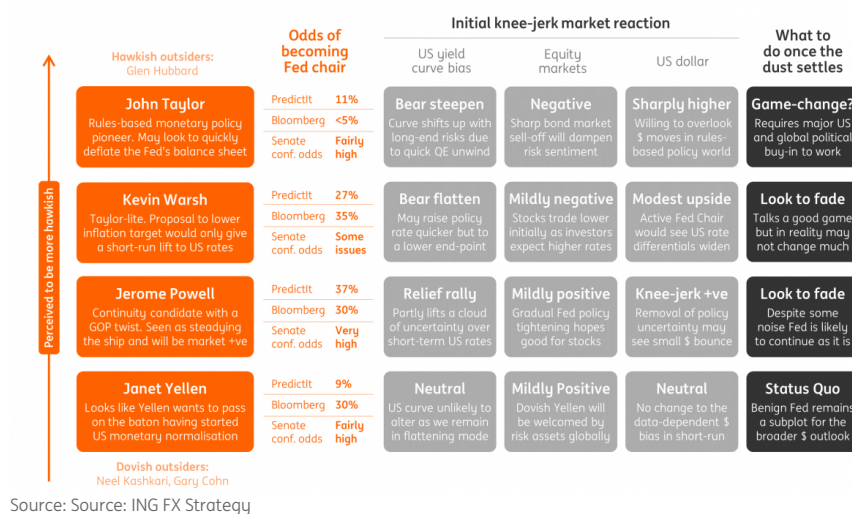 Initial knee-jerk market reaction
Hawkish outsiders:
Glen Hubbard
Odds of
becoming
Fed chair
US yield
curve bias
Equity
markets
US dollar
What to
do once the
dust settles
Perceived to be more hawkish
John Taylor
Rules-based monetary policy
pioneer. May look to quickly
deflate the Fed's balance sheet
PredictIt 11%
Bloomberg <5%
Senate Fairly
conf. odds high
Bear steepen
Curve shifts up with
long-end risks due
to quick QE unwind
Negative
Sharp bond market
sell-off will dampen
risk sentiment
Sharply higher
Willing to overlook
$ moves in rules-
based policy world
Game-change?
Requires major US
and global political
buy-in to work
Kevin Warsh
Taylor-lite. Proposal to lower
inflation target would only give
a short-run lift to US rates
PredictIt 27%
Bloomberg 35%
Senate Some
conf. odds issues
Bear flatten
May raise policy
rate quicker but to
a lower end-point
Mildly negative
Stocks trade lower
initially as investors
expect higher rates
Modest upside
Active Fed Chair
would see US rate
differentials widen
Look to fade
Talks a good game
but in reality may
not change much
Jerome Powell
Continuity candidate with a
GOP twist. Seen as steadying
the ship and will be market +ve
PredictIt 37%
Bloomberg 30%
Senate Very
conf. odds high
Relief rally
Partly lifts a cloud
of uncertainty over
short-term US rates
Mildly positive
Gradual Fed policy
tightening hopes
good for stocks
Knee-jerk +ve
Removal of policy
uncertainty may
see small $ bounce
Look to fade
Despite some
noise Fed is likely
to continue as it is
Janet Yellen
Looks like Yellen wants to pass
on the baton having started
US monetary normalisation
PredictIt 9%
Bloomberg 30%
Senate Fairly
conf. odds high
Neutral
US curve unlikely to
alter as we remain
in flattening mode
Mildly Positive
Dovish Yellen will
be welcomed by
risk assets globally
Neutral
No change to the
data-dependent $
bias in short-run
Status Quo
Benign Fed remains
a subplot for the
broader $ outlook
Dovish outsiders:
Neel Kashkari, Gary Cohn
Source: Source: ING FX Strategy